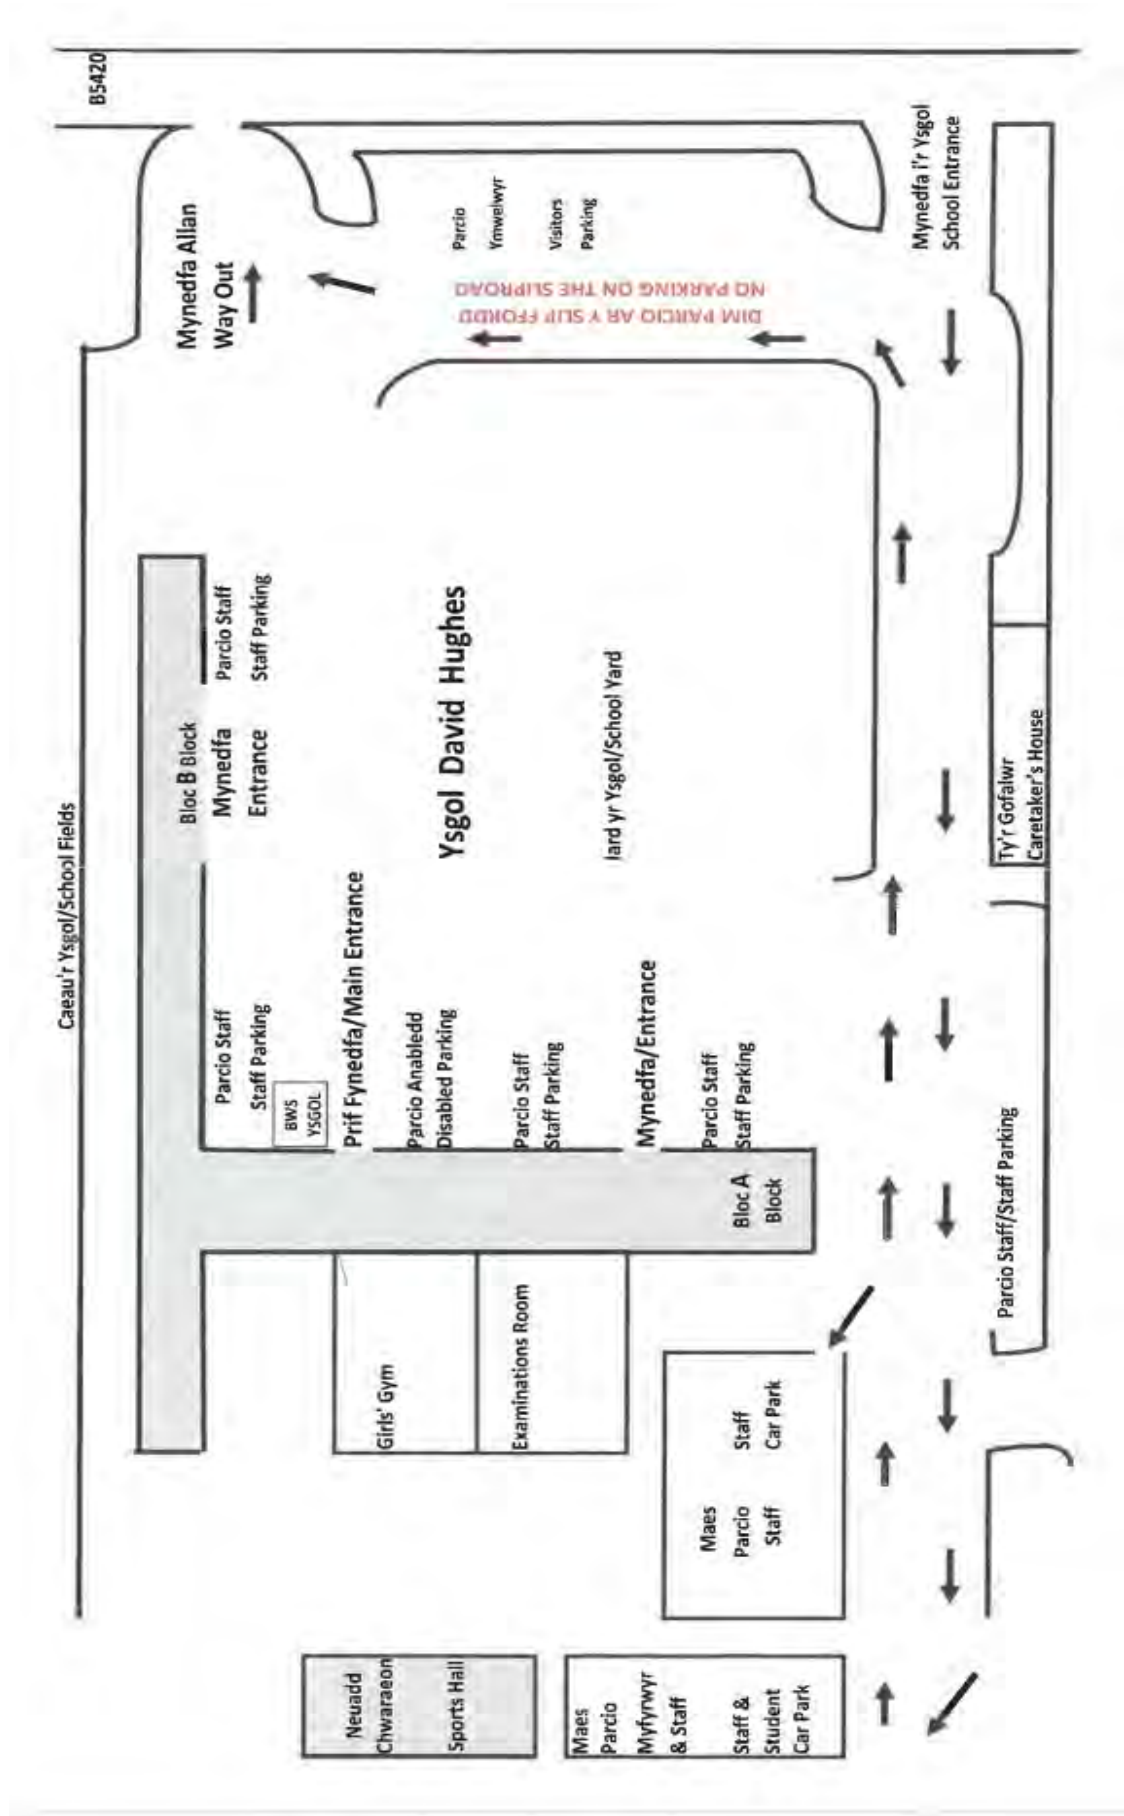 Caeau'r Ysgol/School Fields
B5420
Mynedfa Allan
Way Out
Bloc B Block
Mynedfa
Entrance
Parcio Staff
Staff Parking
Parcio Staff
Staff Parking
BWS
YSGOL
Prif Fynedfa/Main Entrance
Parcio Anabledd
Disabled Parking
Parcio Staff
Staff Parking
Mynedfa/Entrance
Parcio Staff
Staff Parking
Bloc A
Block
Ysgol David Hughes
Iard yr Ysgol/School Yard
Parcio
Ymwelwyr
Visitors
Parking
NO PARKING ON THE SLIPROAD
DIM PARCIO AR Y SLIP FFORDD
Girls' Gym
Examinations Room
Neuadd
Chwaraeon
Sports Hall
Maes
Parcio
Myfyrwyr
& Staff
Staff &
Student
Car Park
Maes
Parcio
Staff
Staff
Car Park
Mynedfa i'r Ysgol
School Entrance
Ty'r Gofalwr
Caretaker's House
Parcio Staff/Staff Parking